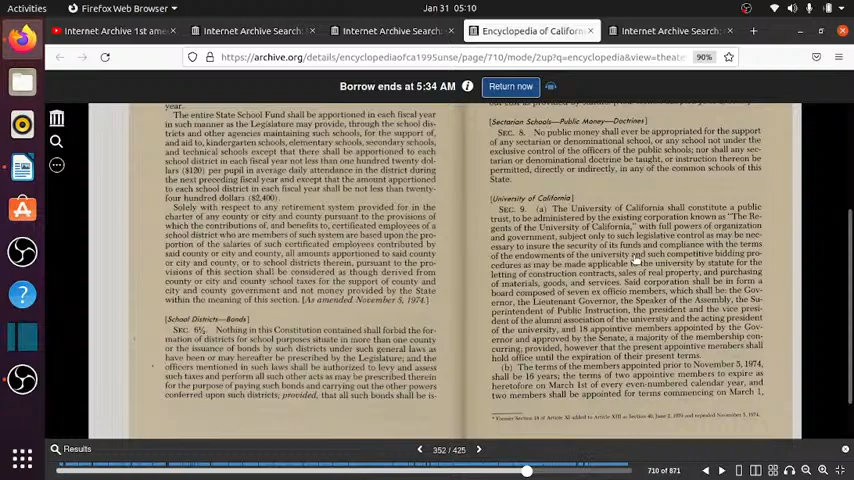 Activities
Firefox Web Browser
Jan 31 05:10
Internet Archive 1st ame
Internet Archive Search:
Internet Archive Search:
Encyclopedia of Californ
Internet Archive Search:
https://archive.org/details/encyclopediaofca1995unse/page/710/mode/2up?q=encyclopedia&view=theate
90%
Borrow ends at 5:34 AM
Return now
year.
The entire State School Fund shall be apportioned in each fiscal year
in such manner as the Legislature may provide, through the school dis-
tricts and other agencies maintaining such schools, for the support of,
and aid to, kindergarten schools, elementary schools, secondary schools,
and technical schools except that there shall be apportioned to each
school district in each fiscal year not less than one hundred twenty dol-
lars ($120) per pupil in average daily attendance in the district during
the next preceding fiscal year and except that the amount apportioned
to each school district in each fiscal year shall be not less than twenty-
four hundred dollars ($2,400).
Solely with respect to any retirement system provided for in the
charter of any county or city and county pursuant to the provisions of
which the contributions of, and benefits to, certificated employees of a
school district who are members of such system are based upon the pro-
portion of the salaries of such certificated employees contributed by
said county or city and county, all amounts apportioned to said county
or city and county, or to school districts therein, pursuant to the pro-
visions of this section shall be considered as though derived from
county or city and county school taxes for the support of county and
city and county government and not money provided by the State
within the meaning of this section. [As amended November 5, 1974.]
[School Districts—Bonds]
SEC. 6½. Nothing in this Constitution contained shall forbid the for-
mation of districts for school purposes situate in more than one county
or the issuance of bonds by such districts under such general laws as
have been or may hereafter be prescribed by the Legislature; and the
officers mentioned in such laws shall be authorized to levy and assess
such taxes and perform all such other acts as may be prescribed therein
for the purpose of paying such bonds and carrying out the other powers
conferred upon such districts; provided, that all such bonds shall be is-
[Sectarian Schools—Public Money—Doctrines]
SEC. 8. No public money shall ever be appropriated for the support
of any sectarian or denominational school, or any school not under the
exclusive control of the officers of the public schools; nor shall any sec-
tarian or denominational doctrine be taught, or instruction thereon be
permitted, directly or indirectly, in any of the common schools of this
State.
[University of California]
SEC. 9. (a) The University of California shall constitute a public
trust, to be administered by the existing corporation known as "The Re-
gents of the University of California," with full powers of organization
and government, subject only to such legislative control as may be nec-
essary to insure the security of its funds and compliance with the terms
of the endowments of the university and such competitive bidding pro-
cedures as may be made applicable to the university by statute for the
letting of construction contracts, sales of real property, and purchasing
of materials, goods, and services. Said corporation shall be in form a
board composed of seven ex officio members, which shall be: the Gov-
ernor, the Lieutenant Governor, the Speaker of the Assembly, the Su-
perintendent of Public Instruction, the president and the vice presi-
dent of the alumni association of the university and the acting president
of the university, and 18 appointive members appointed by the Gov-
ernor and approved by the Senate, a majority of the membership con-
curring; provided, however that the present appointive members shall
hold office until the expiration of their present terms.
(b) The terms of the members appointed prior to November 5, 1974,
shall be 16 years; the terms of two appointive members to expire as
heretofore on March 1st of every even-numbered calendar year, and
two members shall be appointed for terms commencing on March 1,
Results
352 / 425
710 of 871